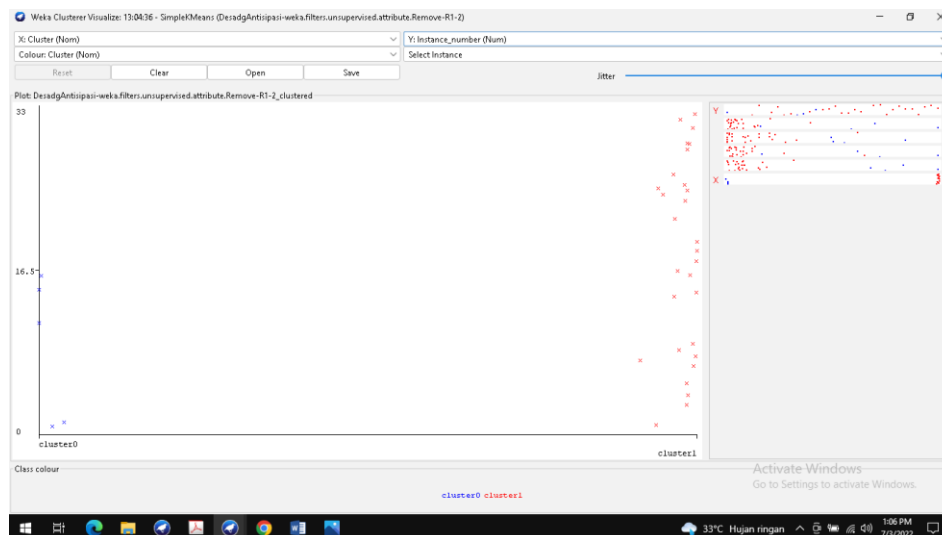 Weka Clusterer Visualize: 13:04:36 - SimpleKMeans (DesadgAntisipasi-weka.filters.unsupervised.attribute.Remove-R1-2)
X: Cluster (Nom) Y: Instance_number (Num)
Colour: Cluster (Nom) Select Instance
Reset Clear Open Save Jitter
Plot: DesadgAntisipasi-weka.filters.unsupervised.attribute.Remove-R1-2_clustered
33
Y
X
16.5
0
cluster0
cluster1
Class colour
Activate Windows
Go to Settings to activate Windows.
cluster0 cluster1
33°C Hujan ringan 1:06 PM
7/3/2022